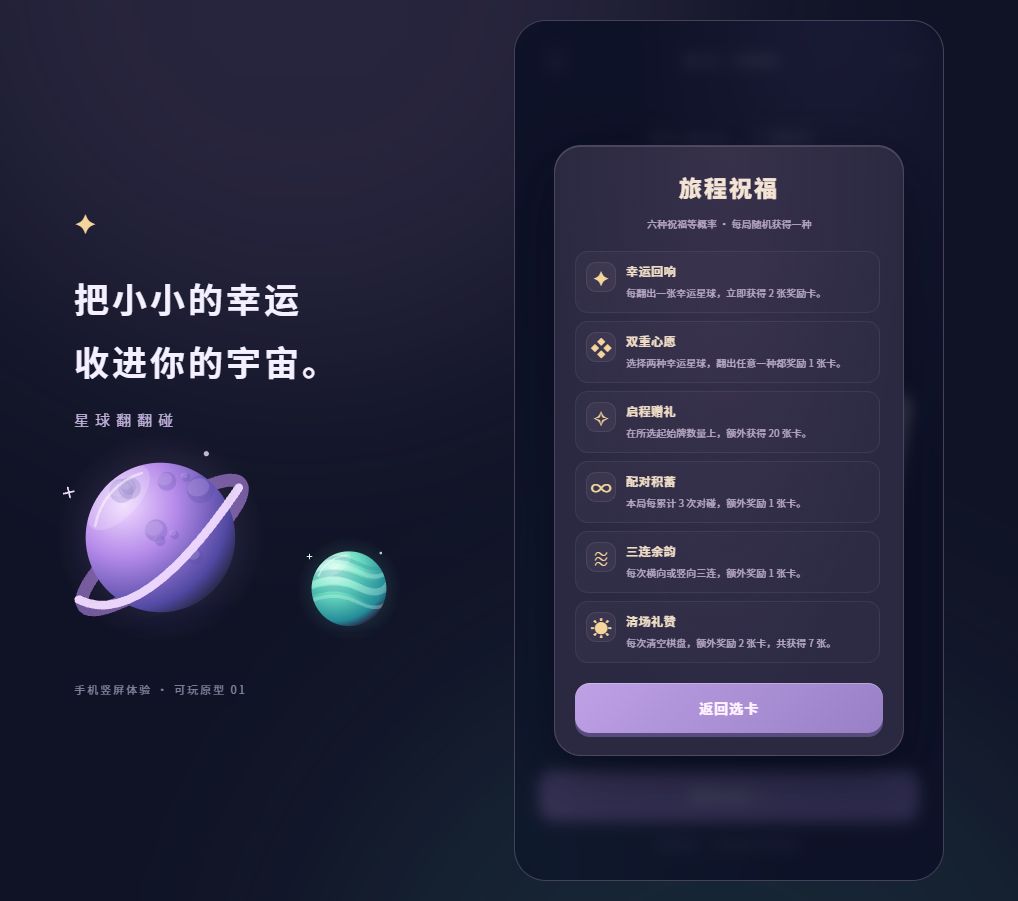 把小小的幸运
收进你的宇宙。
星球翻翻碰
手机竖屏体验 · 可玩原型 01
旅程祝福
六种祝福等概率 · 每局随机获得一种
幸运回响
每翻出一张幸运星球，立即获得 2 张奖励卡。
双重心愿
选择两种幸运星球，翻出任意一种都奖励 1 张卡。
启程赠礼
在所选起始牌数量上，额外获得 20 张卡。
配对积蓄
本局每累计 3 次对碰，额外奖励 1 张卡。
三连余韵
每次横向或竖向三连，额外奖励 1 张卡。
清场礼赞
每次清空棋盘，额外奖励 2 张卡，共获得 7 张。
返回选卡